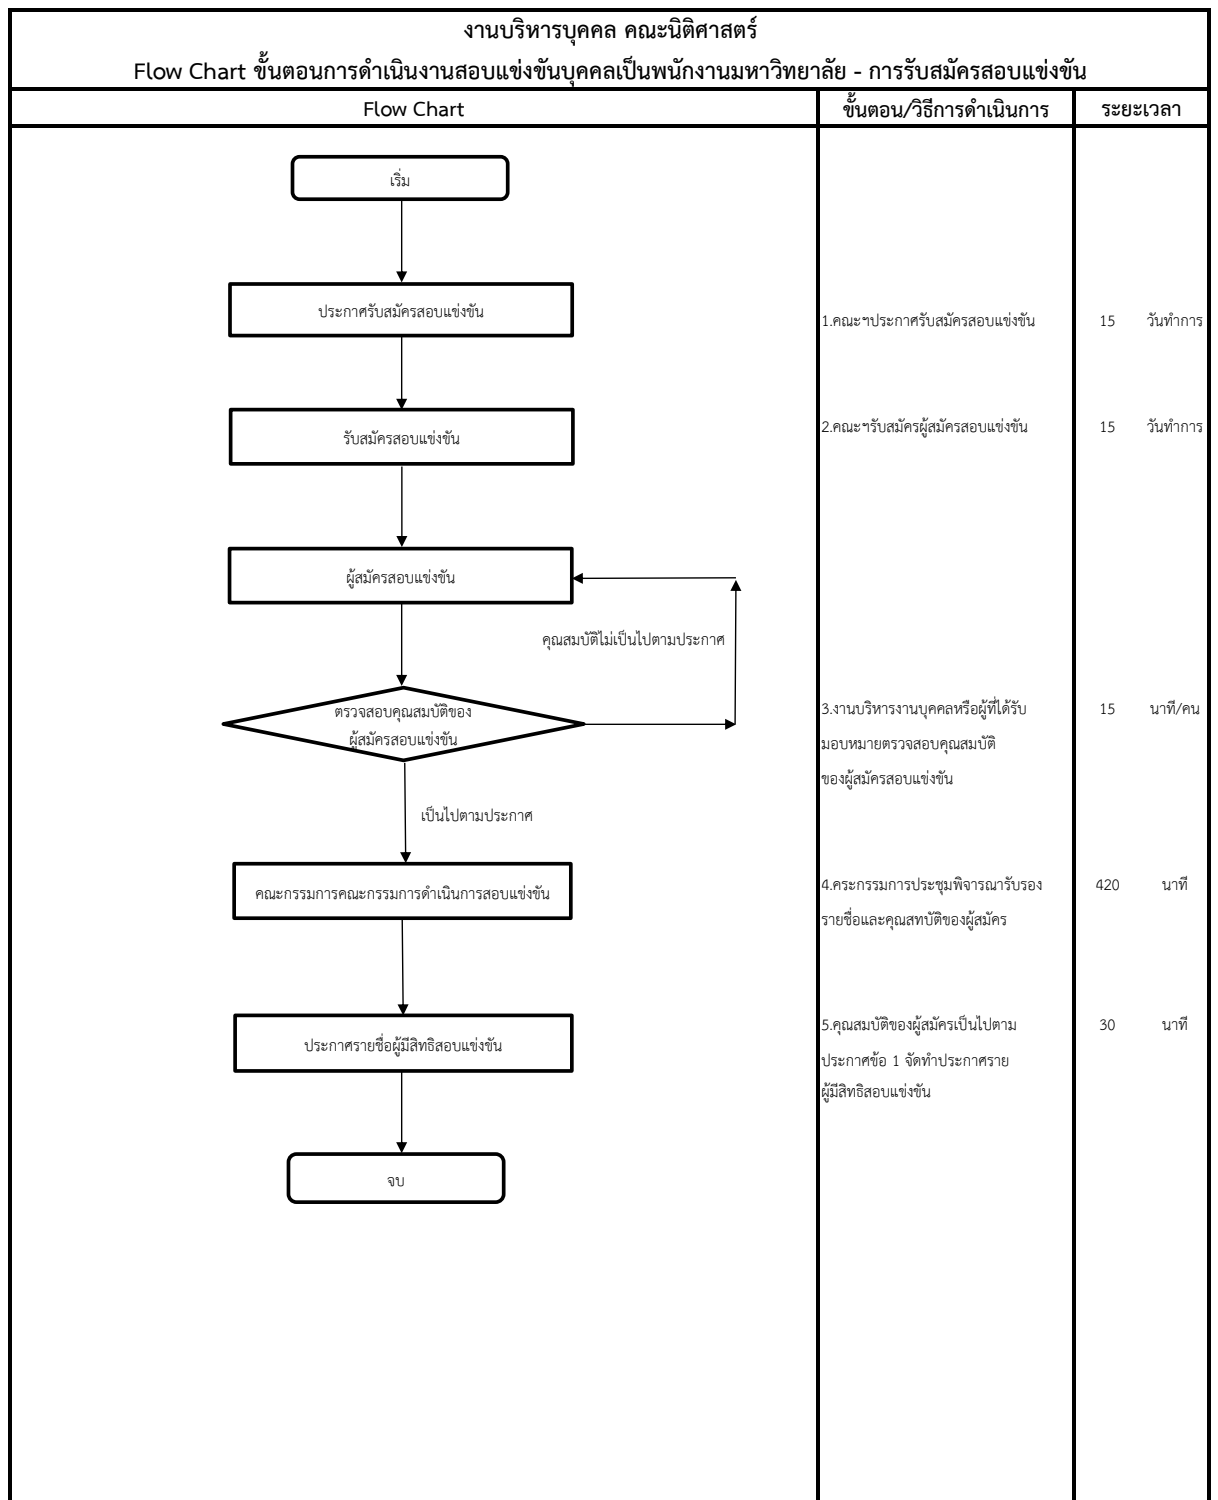 งานบริหารบุคคล คณะนิติศาสตร์
Flow Chart ขั้นตอนการดำเนินงานสอบแข่งขันบุคคลเป็นพนักงานมหาวิทยาลัย - การรับสมัครสอบแข่งขัน
Flow Chart
ขั้นตอน/วิธีการดำเนินการ
ระยะเวลา
เริ่ม
ประกาศรับสมัครสอบแข่งขัน
1.คณะฯประกาศรับสมัครสอบแข่งขัน
15 วันทำการ
รับสมัครสอบแข่งขัน
2.คณะฯรับสมัครผู้สมัครสอบแข่งขัน
15 วันทำการ
ผู้สมัครสอบแข่งขัน
คุณสมบัติไม่เป็นไปตามประกาศ
ตรวจสอบคุณสมบัติของ
ผู้สมัครสอบแข่งขัน
3.งานบริหารงานบุคคลหรือผู้ที่ได้รับ
มอบหมายตรวจสอบคุณสมบัติ
ของผู้สมัครสอบแข่งขัน
15 นาที/คน
เป็นไปตามประกาศ
คณะกรรมการคณะกรรมการดำเนินการสอบแข่งขัน
4.คระกรรมการประชุมพิจารณารับรอง
รายชื่อและคุณสทบัติของผู้สมัคร
420 นาที
ประกาศรายชื่อผู้มีสิทธิสอบแข่งขัน
5.คุณสมบัติของผู้สมัครเป็นไปตาม
ประกาศข้อ 1 จัดทำประกาศราย
ผู้มีสิทธิสอบแข่งขัน
30 นาที
จบ